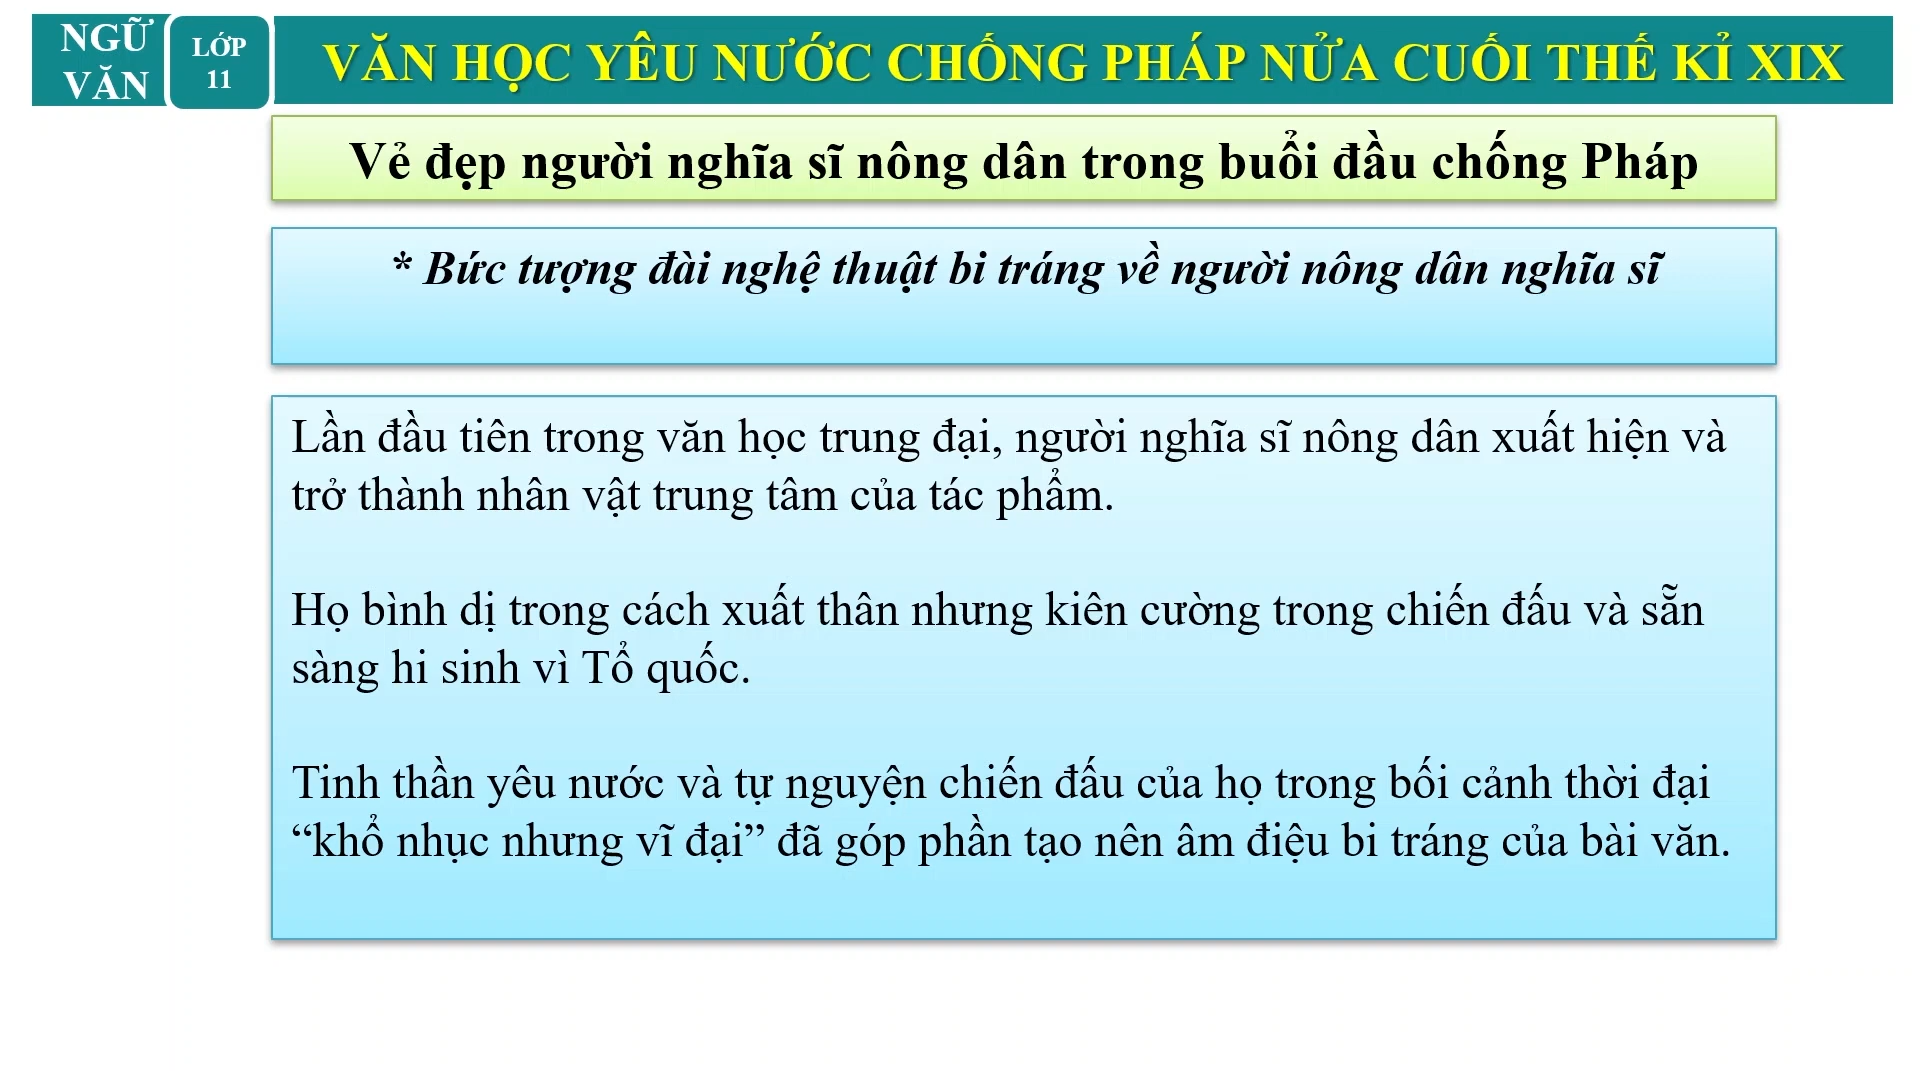 NGỮ
VĂN
LỚP
11
VĂN HỌC YÊU NƯỚC CHỐNG PHÁP NỬA CUỐI THẾ KỈ XIX
Vẻ đẹp người nghĩa sĩ nông dân trong buổi đầu chống Pháp
* Bức tượng đài nghệ thuật bi tráng về người nông dân nghĩa sĩ
Lần đầu tiên trong văn học trung đại, người nghĩa sĩ nông dân xuất hiện và
trở thành nhân vật trung tâm của tác phẩm.
Họ bình dị trong cách xuất thân nhưng kiên cường trong chiến đấu và sẵn
sàng hi sinh vì Tổ quốc.
Tinh thần yêu nước và tự nguyện chiến đấu của họ trong bối cảnh thời đại
“khổ nhục nhưng vĩ đại” đã góp phần tạo nên âm điệu bi tráng của bài văn.